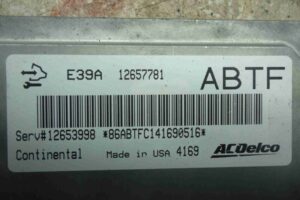 E39A 12657781 ABTF
Serv#12653998 *86ABTFC141690516*
Continental Made in USA 4169 ACDelco